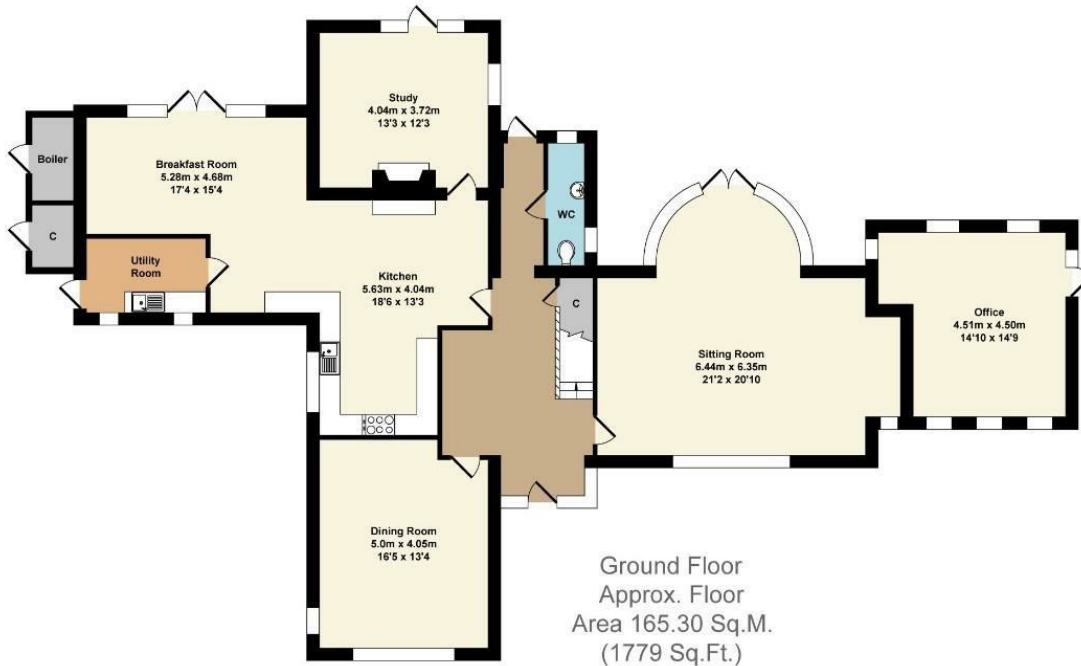 Study
4.04m x 3.72m
13'3 x 12'3
Boiler
Breakfast Room
5.28m x 4.68m
17'4 x 15'4
C
Utility
Room
WC
Kitchen
5.63m x 4.04m
18'6 x 13'3
C
Sitting Room
6.44m x 6.35m
21'2 x 20'10
Office
4.51m x 4.50m
14'10 x 14'9
Dining Room
5.0m x 4.05m
16'5 x 13'4
Ground Floor
Approx. Floor
Area 165.30 Sq.M.
(1779 Sq.Ft.)